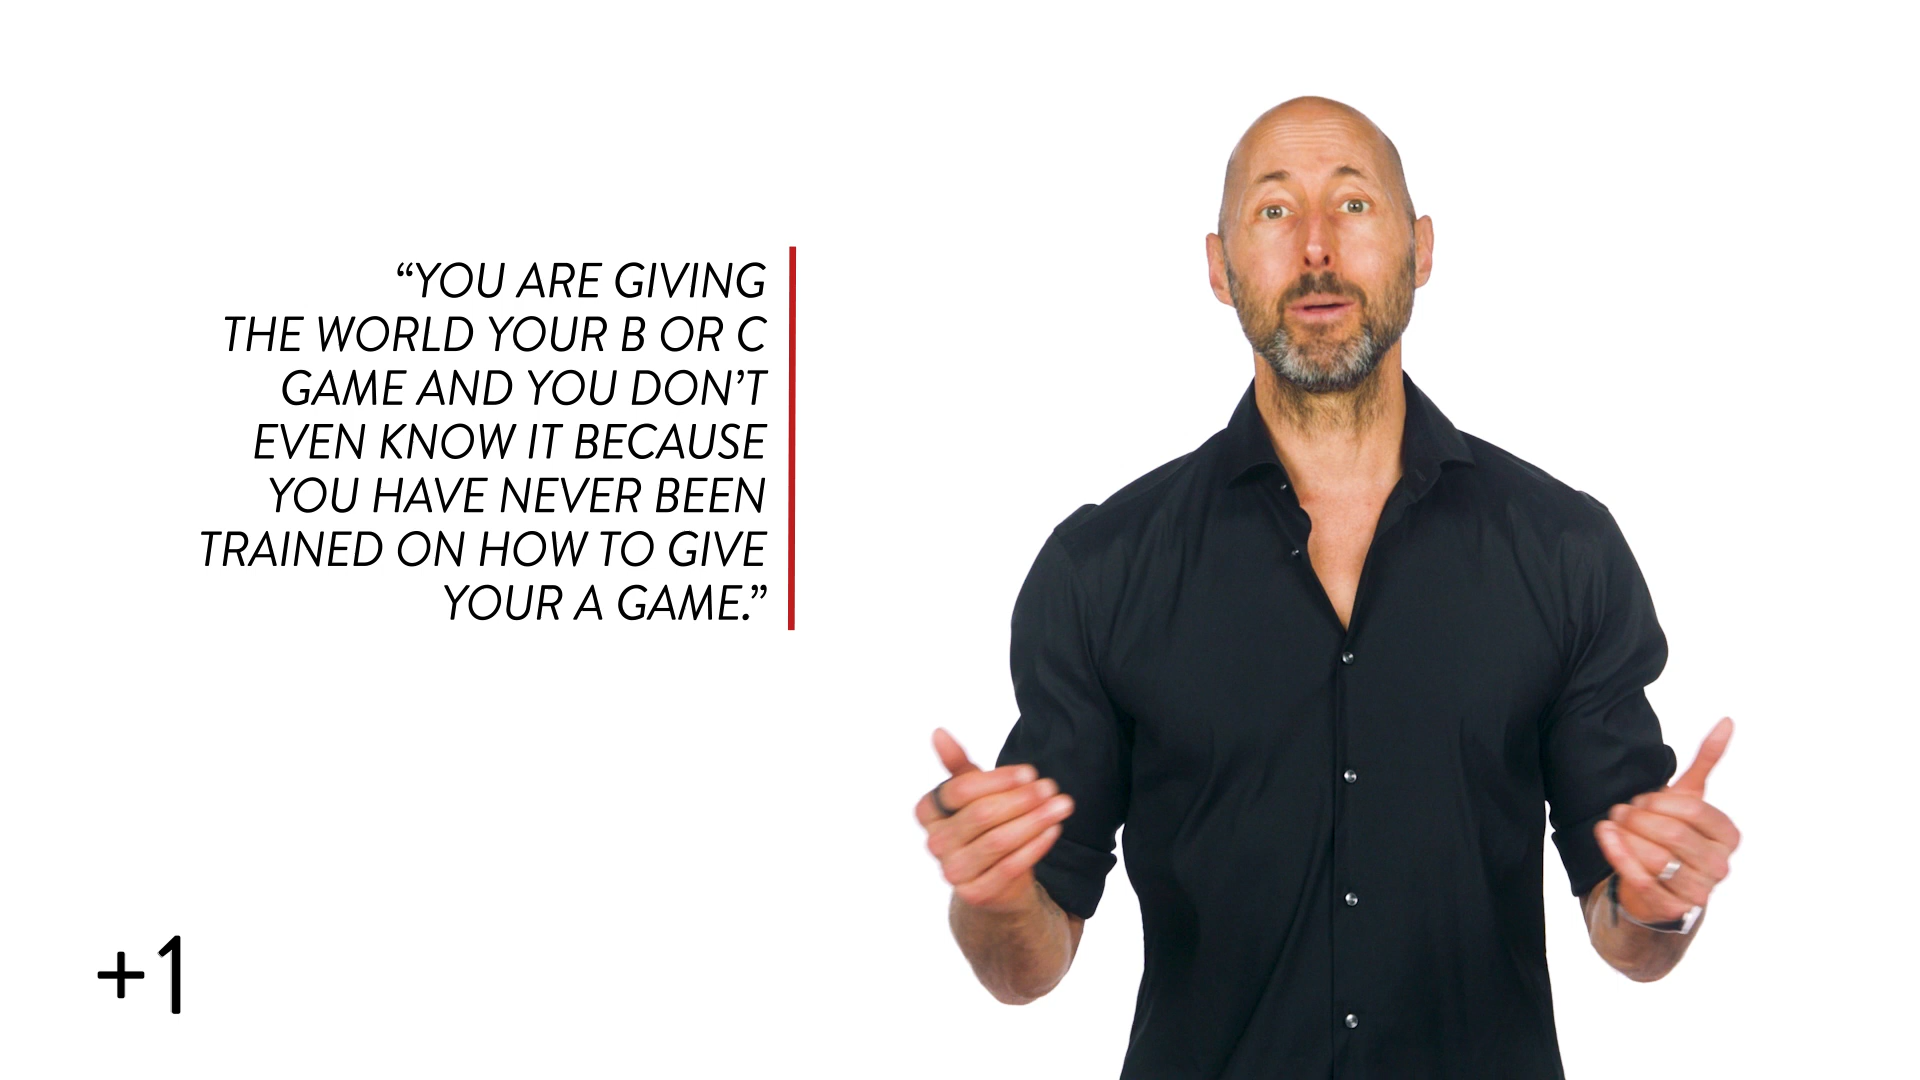 “YOU ARE GIVING
THE WORLD YOUR B OR C
GAME AND YOU DON’T
EVEN KNOW IT BECAUSE
YOU HAVE NEVER BEEN
TRAINED ON HOW TO GIVE
YOUR A GAME.”
+1